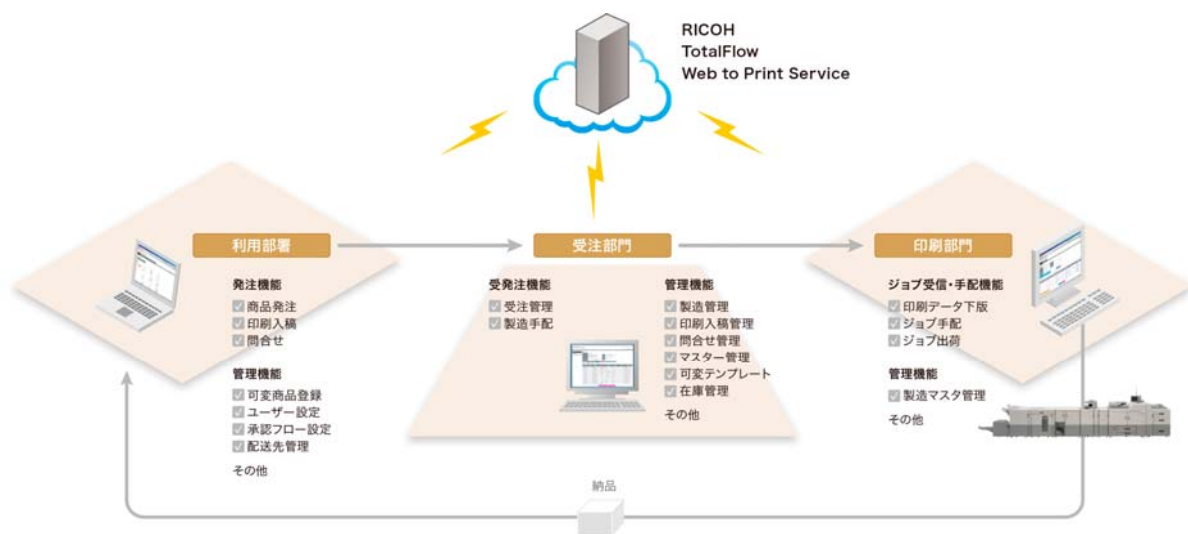 RICOH
TotalFlow
Web to Print Service
利用部署
発注機能
商品発注
印刷入稿
問合せ
管理機能
可変商品登録
ユーザー設定
承認フロー設定
配送先管理
その他
受注部門
受発注機能
受注管理
製造手配
管理機能
製造管理
印刷入稿管理
問合せ管理
マスター管理
可変テンプレート
在庫管理
その他
印刷部門
ジョブ受信・手配機能
印刷データ下版
ジョブ手配
ジョブ出荷
管理機能
製造マスタ管理
その他
納品